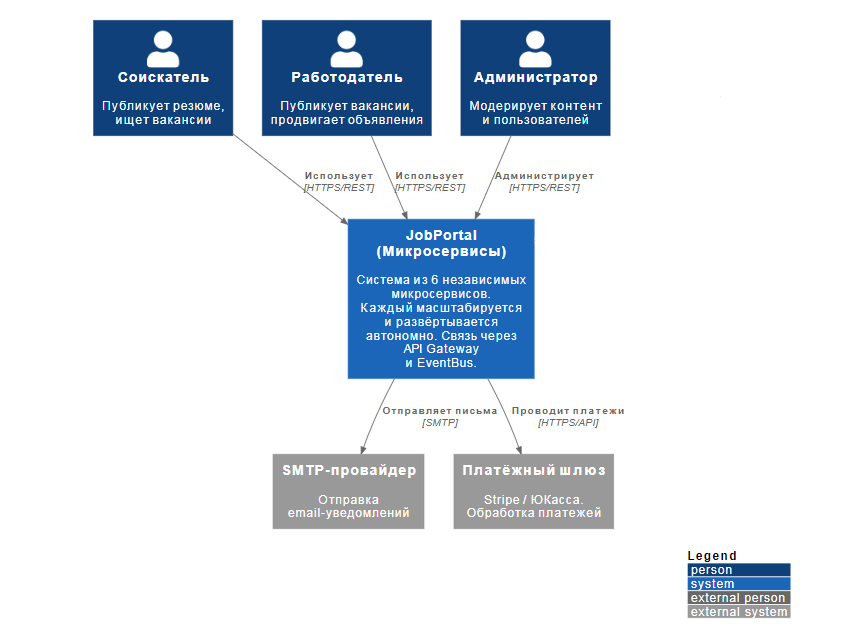 Соискатель
Публикует резюме,
ищет вакансии
Работодатель
Публикует вакансии,
продвигает объявления
Администратор
Модерирует контент
и пользователей
Использует
[HTTPS/REST]
Использует
[HTTPS/REST]
Администрирует
[HTTPS/REST]
JobPortal
(Микросервисы)
Система из 6 независимых
микросервисов.
Каждый масштабируется
и развёртывается
автономно. Связь через
API Gateway
и EventBus.
Отправляет письма
[SMTP]
Проводит платежи
[HTTPS/API]
SMTP-провайдер
Отправка
email-уведомлений
Платёжный шлюз
Stripe / ЮКасса.
Обработка платежей
Legend
person
system
external person
external system